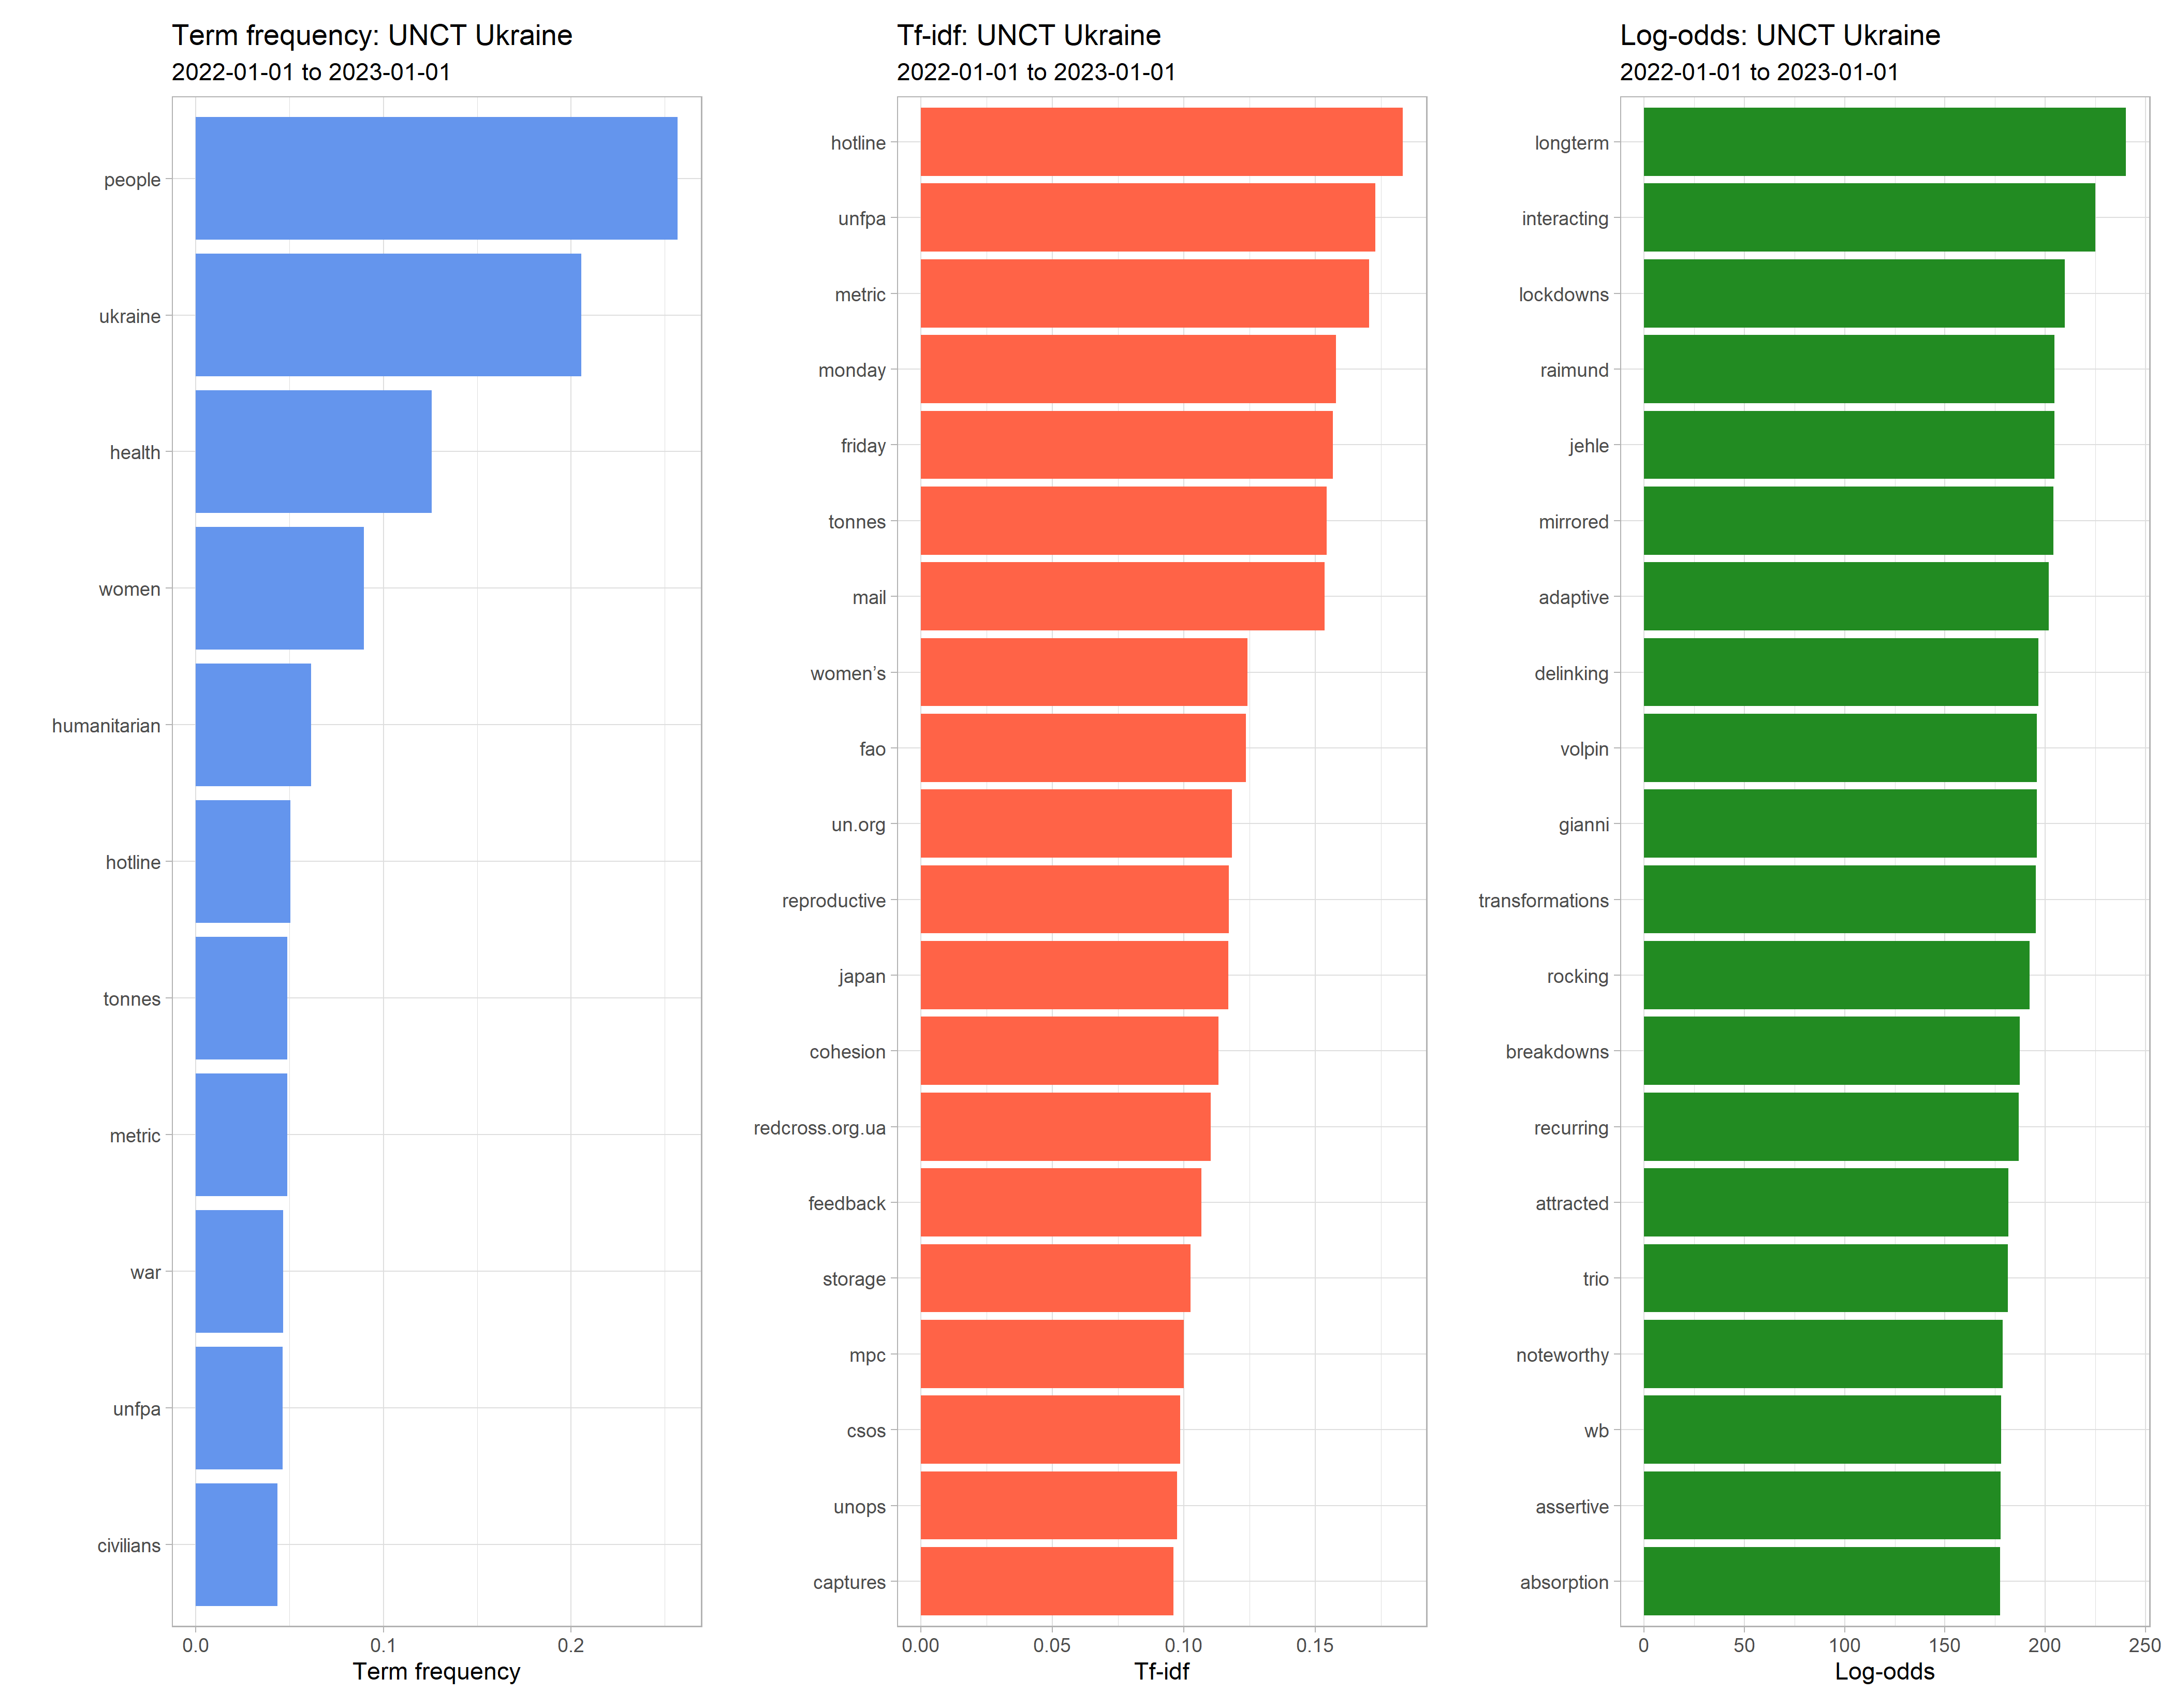 Term frequency: UNCT Ukraine
2022-01-01 to 2023-01-01
people
ukraine
health
women
humanitarian
hotline
tonnes
metric
war
unfpa
civilians
0.0 0.1 0.2
Term frequency
Tf-idf: UNCT Ukraine
2022-01-01 to 2023-01-01
hotline
unfpa
metric
monday
friday
tonnes
mail
women’s
fao
un.org
reproductive
japan
cohesion
redcross.org.ua
feedback
storage
mpc
csos
unops
captures
0.00 0.05 0.10 0.15
Tf-idf
Log-odds: UNCT Ukraine
2022-01-01 to 2023-01-01
longterm
interacting
lockdowns
raimund
jehle
mirrored
adaptive
delinking
volpin
gianni
transformations
rocking
breakdowns
recurring
attracted
trio
noteworthy
wb
assertive
absorption
0 50 100 150 200 250
Log-odds